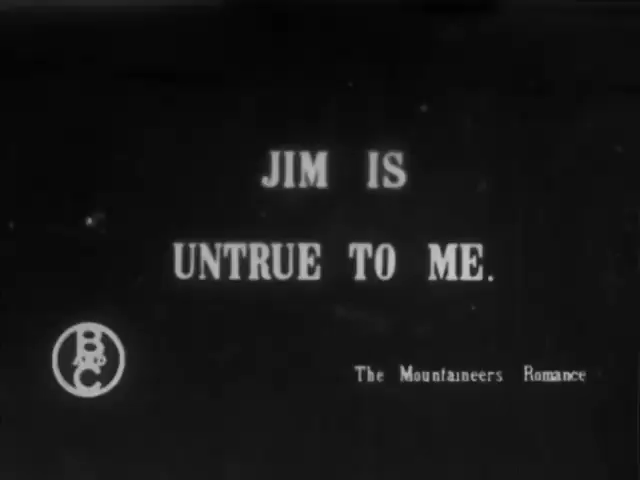 JIM IS
UNTRUE TO ME.
B
AND
C
The Mountaineers Romance